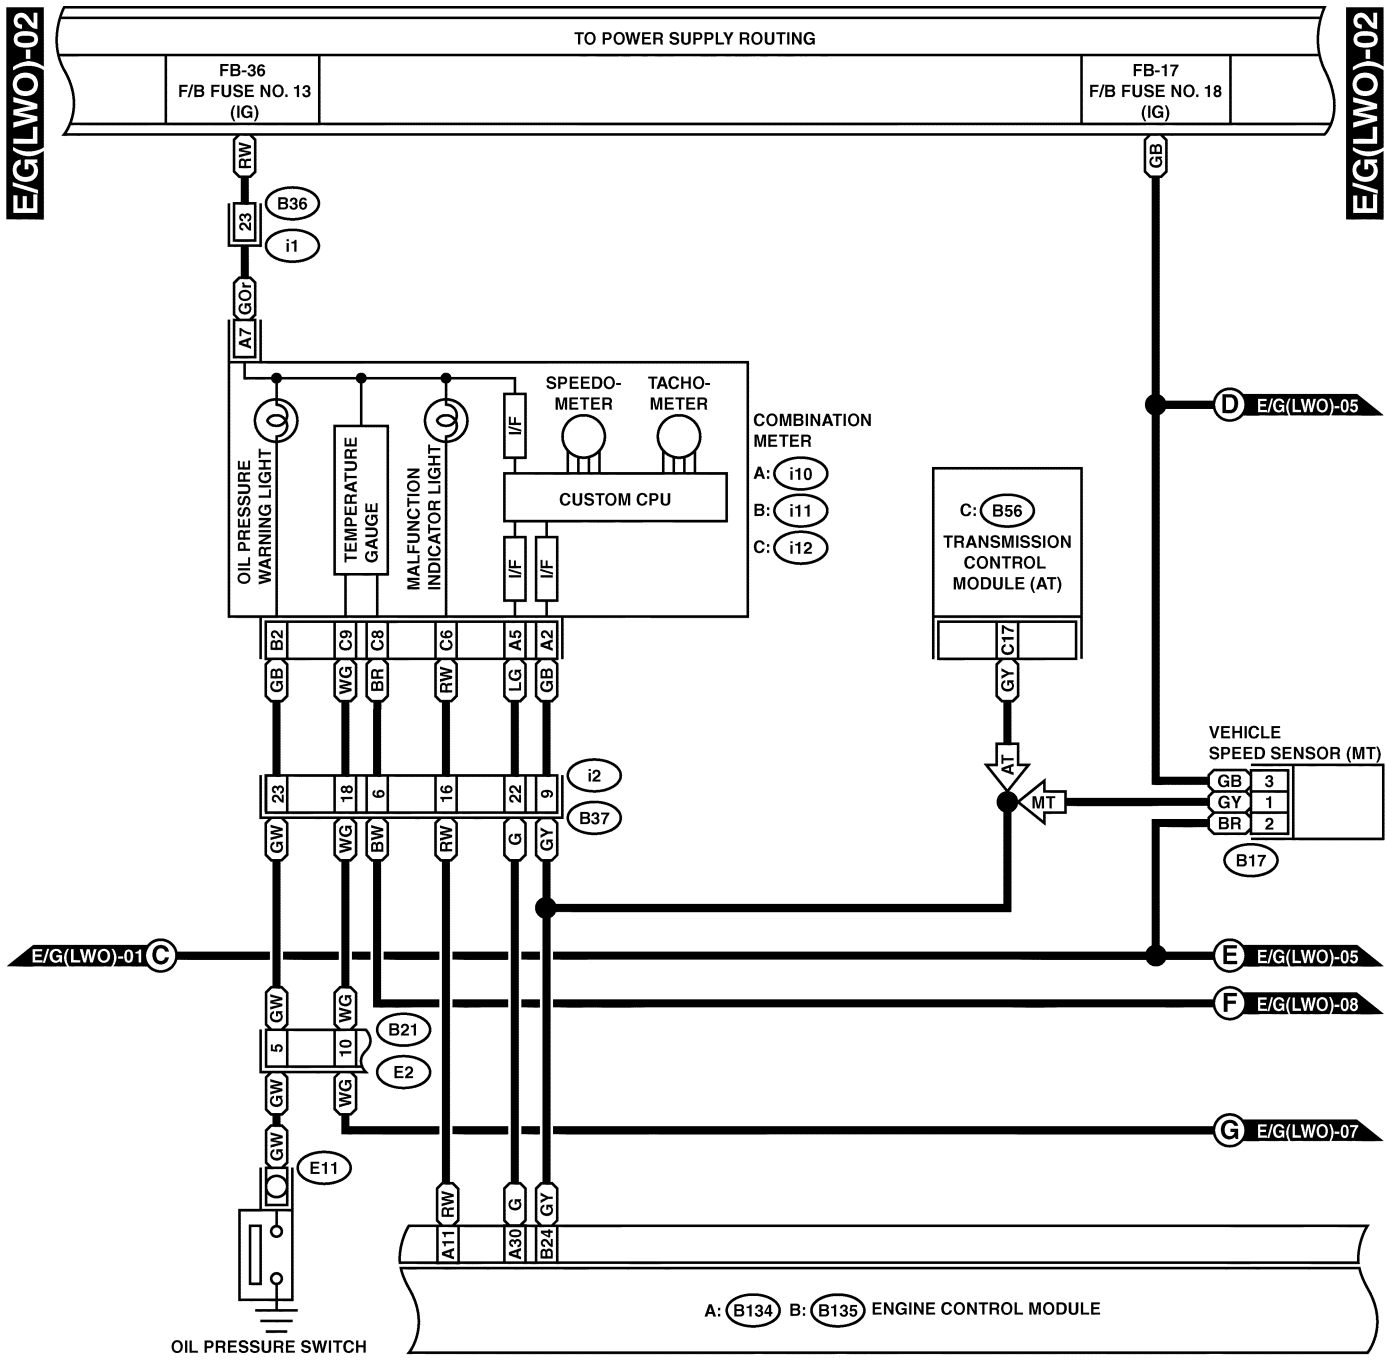 E/G(LWO)-02
E/G(LWO)-02
TO POWER SUPPLY ROUTING
FB-36
F/B FUSE NO. 13
(IG)
FB-17
F/B FUSE NO. 18
(IG)
RW
GB
23
B36
i1
GOr
A7
D
E/G(LWO)-05
OIL PRESSURE
WARNING LIGHT
TEMPERATURE
GAUGE
MALFUNCTION
INDICATOR LIGHT
I/F
SPEEDO-
METER
TACHO-
METER
CUSTOM CPU
I/F
I/F
COMBINATION
METER
A: i10
B: i11
C: i12
C: B56
TRANSMISSION
CONTROL
MODULE (AT)
B2
C9
C8
C6
A5
A2
C17
GB
WG
BR
RW
LG
GB
GY
AT
MT
VEHICLE
SPEED SENSOR (MT)
GB 3
GY 1
BR 2
B17
23
18
6
16
22
9
i2
B37
GW
WG
BW
RW
G
GY
E/G(LWO)-01 C
E E/G(LWO)-05
F E/G(LWO)-08
GW
WG
5
10
B21
E2
GW
WG
G E/G(LWO)-07
GW
E11
RW
G
GY
A11
A30
B24
A: B134 B: B135 ENGINE CONTROL MODULE
OIL PRESSURE SWITCH